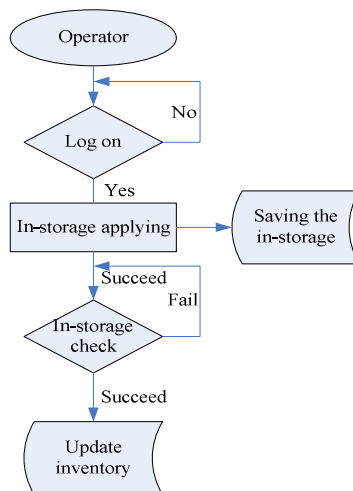 Operator
No
Log on
Yes
In-storage applying
Saving the
in-storage
Succeed
Fail
In-storage
check
Succeed
Update
inventory